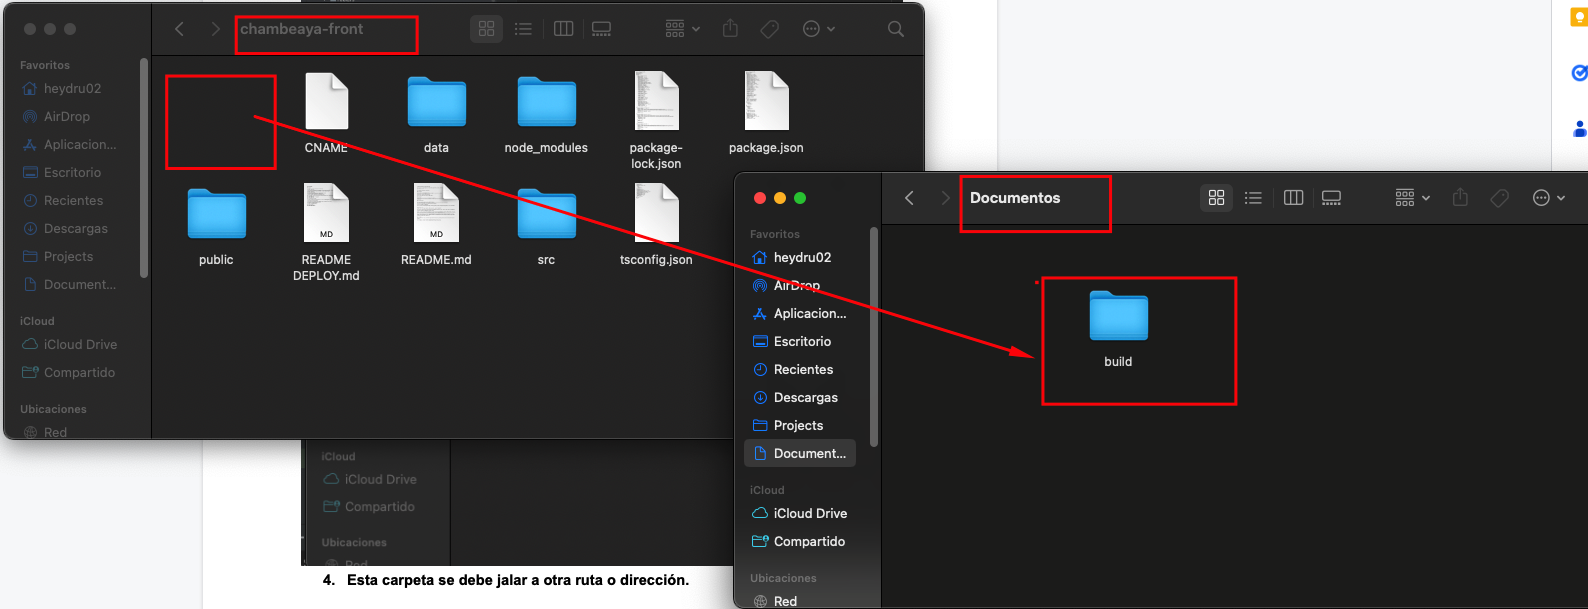 chambeaya-front
Favoritos
heydru02
AirDrop
Aplicacion...
Escritorio
Recientes
Descargas
Projects
Document...
iCloud
iCloud Drive
Compartido
Ubicaciones
Red
CNAME
data
node_modules
package-
lock.json
package.json
public
MD
README
DEPLOY.md
MD
README.md
src
tsconfig.json
Documentos
Favoritos
heydru02
AirDrop
Aplicacion...
Escritorio
Recientes
Descargas
Projects
Document...
iCloud
iCloud Drive
Compartido
Ubicaciones
Red
build
iCloud
iCloud Drive
Compartido
Ubicaciones
Red
4. Esta carpeta se debe jalar a otra ruta o dirección.